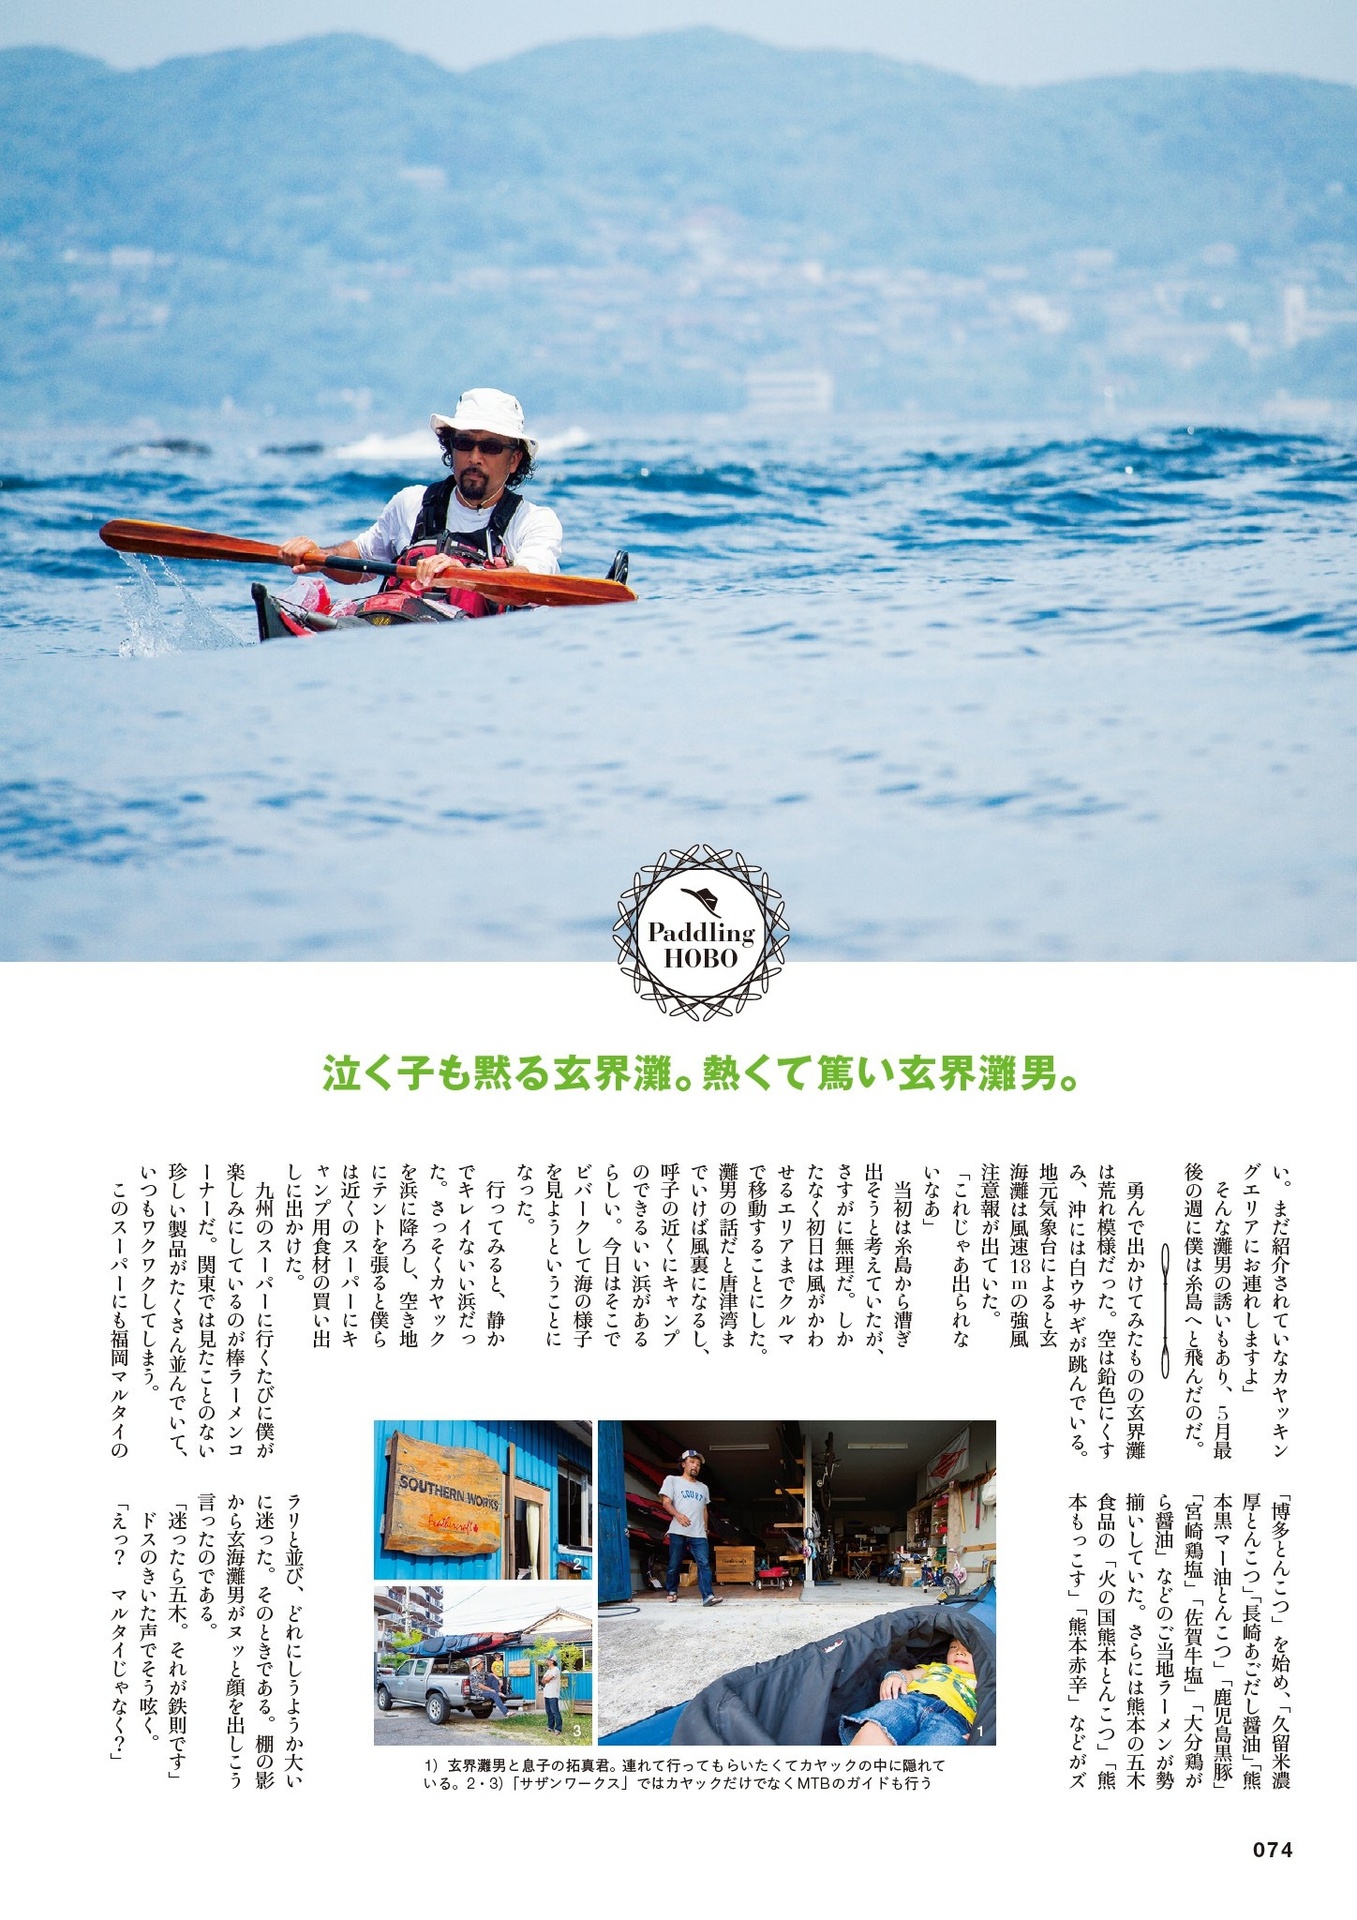 Paddling
HOBO
泣く子も黙る玄界灘。熱くて篤い玄界灘男。
い。まだ紹介されていなカヤッキン
グエリアにお連れしますよ」
そんな灘男の誘いもあり、5月最
後の週に僕は糸島へと飛んだのだ。
勇んで出かけてみたものの玄界灘
は荒れ模様だった。空は鉛色にくす
み、沖には白ウサギが跳んでいる。
地元気象台によると玄
海灘は風速18mの強風
注意報が出ていた。
「これじゃあ出られな
いなあ」
当初は糸島から漕ぎ
出そうと考えていたが、
さすがに無理だ。しか
たなく初日は風がかわ
せるエリアまでクルマ
で移動することにした。
灘男の話だと唐津湾ま
でいけば風裏になるし、
呼子の近くにキャンプ
のできるいい浜がある
らしい。今日はそこで
ビバークして海の様子
を見ようということに
なった。
行ってみると、静か
でキレイないい浜だっ
た。さっそくカヤック
を浜に降ろし、空き地
にテントを張ると僕ら
は近くのスーパーにキ
ャンプ用食材の買い出
しに出かけた。
九州のスーパーに行くたびに僕が
楽しみにしているのが棒ラーメンコ
ーナーだ。関東では見たことのない
珍しい製品がたくさん並んでいて、
いつもワクワクしてしまう。
このスーパーにも福岡マルタイの
「博多とんこつ」を始め、「久留米濃
厚とんこつ」「長崎あごだし醤油」「熊
本黒マー油とんこつ」「鹿児島黒豚」
「宮崎鶏塩」「佐賀牛塩」「大分鶏が
ら醤油」などのご当地ラーメンが勢
揃いしていた。さらには熊本の五木
食品の「火の国熊本とんこつ」「熊
本もっこす」「熊本赤辛」などがズ
ラリと並び、どれにしようか大い
に迷った。そのときである。棚の影
から玄海灘男がヌッと顔を出しこう
言ったのである。
「迷ったら五木。それが鉄則です」
ドスのきいた声でそう呟く。
「えっ？　マルタイじゃなく？」
SOUTHERN WORKS
Feathercraft
2
3
COURT
1
1）玄界灘男と息子の拓真君。連れて行ってもらいたくてカヤックの中に隠れて
いる。2・3）「サザンワークス」ではカヤックだけでなくMTBのガイドも行う
074